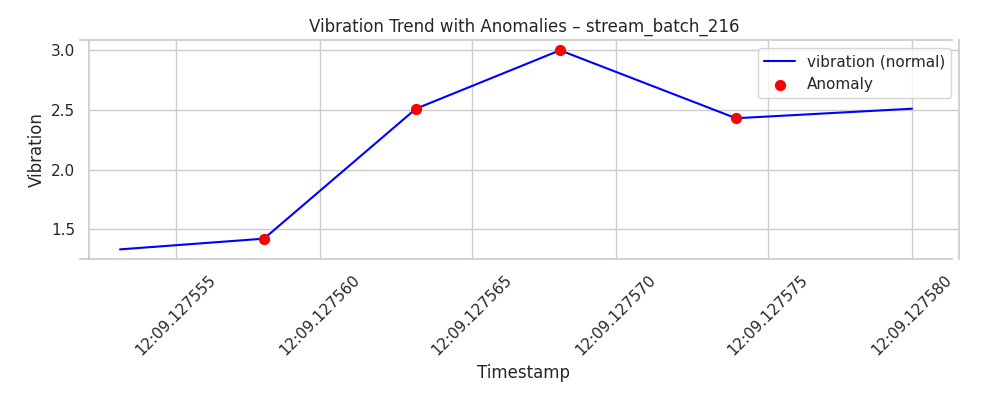 Vibration Trend with Anomalies – stream_batch_216
vibration (normal)
Anomaly
Vibration
3.0
2.5
2.0
1.5
12:09.127555
12:09.127560
12:09.127565
12:09.127570
12:09.127575
12:09.127580
Timestamp